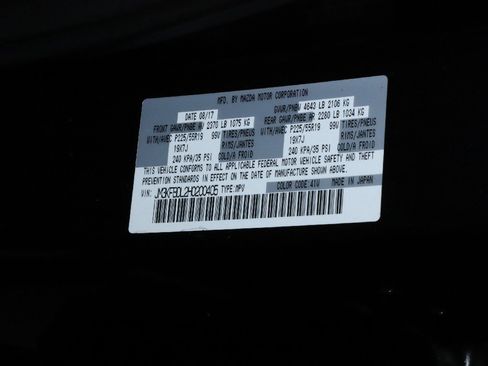 MFD. BY MAZDA MOTOR CORPORATION
DATE 08/17 GVWR/PNBV 4643 LB 2106 KG
FRONT GAWR/PNBE AV 2370 LB 1075 KG REAR GAWR/PNBE AR 2280 LB 1034 KG
WITH/AVEC P225/55R19 99V TIRES/PNEUS WITH/AVEC P225/55R19 99V TIRES/PNEUS
19X7J RIMS/JANTES 19X7J RIMS/JANTES
240 KPA/35 PSI COLD/A FROID 240 KPA/35 PSI COLD/A FROID
THIS VEHICLE CONFORMS TO ALL APPLICABLE FEDERAL MOTOR VEHICLE SAFETY AND THEFT
PREVENTION STANDARDS IN EFFECT ON THE DATE OF MANUFACTURE SHOWN ABOVE.
VIN: TYPE:MPV COLOR CODE:41V MADE IN JAPAN